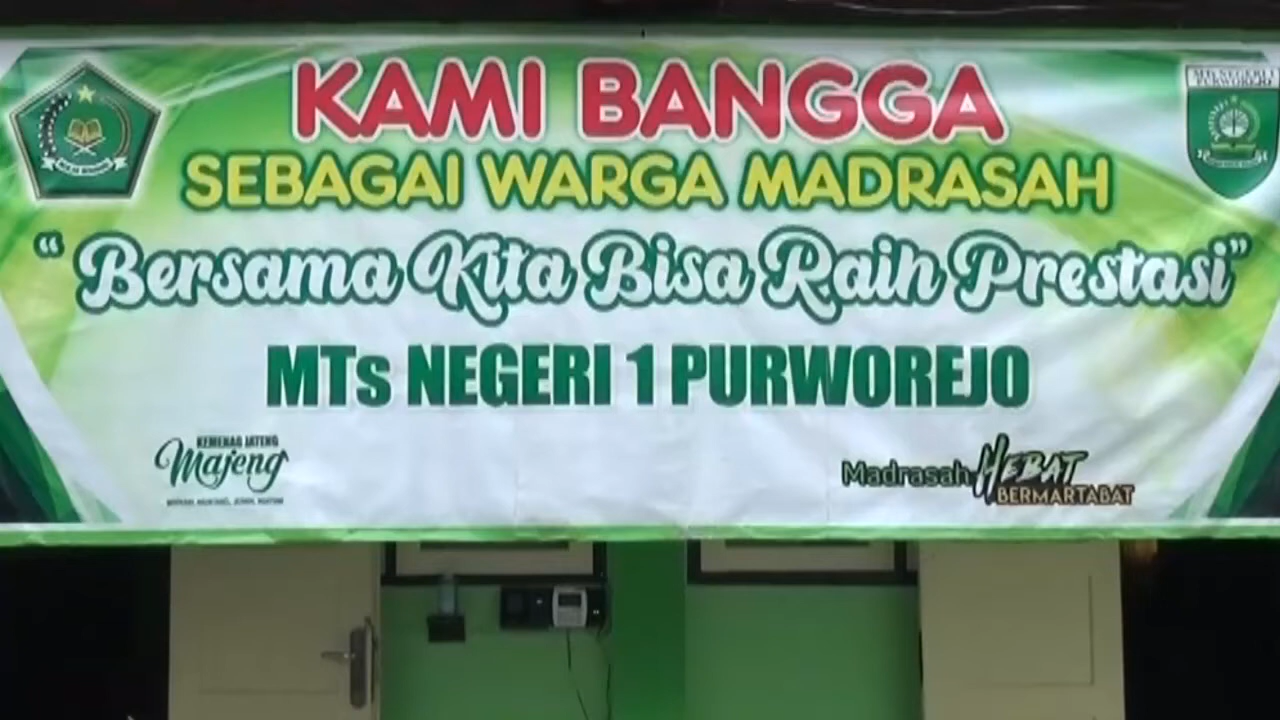 KAMI BANGGA
SEBAGAI WARGA MADRASAH
“Bersama Kita Bisa Raih Prestasi”
MTs NEGERI 1 PURWOREJO
KEMENAG JATENG
Majeng
Madrasah HEBAT
BERMARTABAT